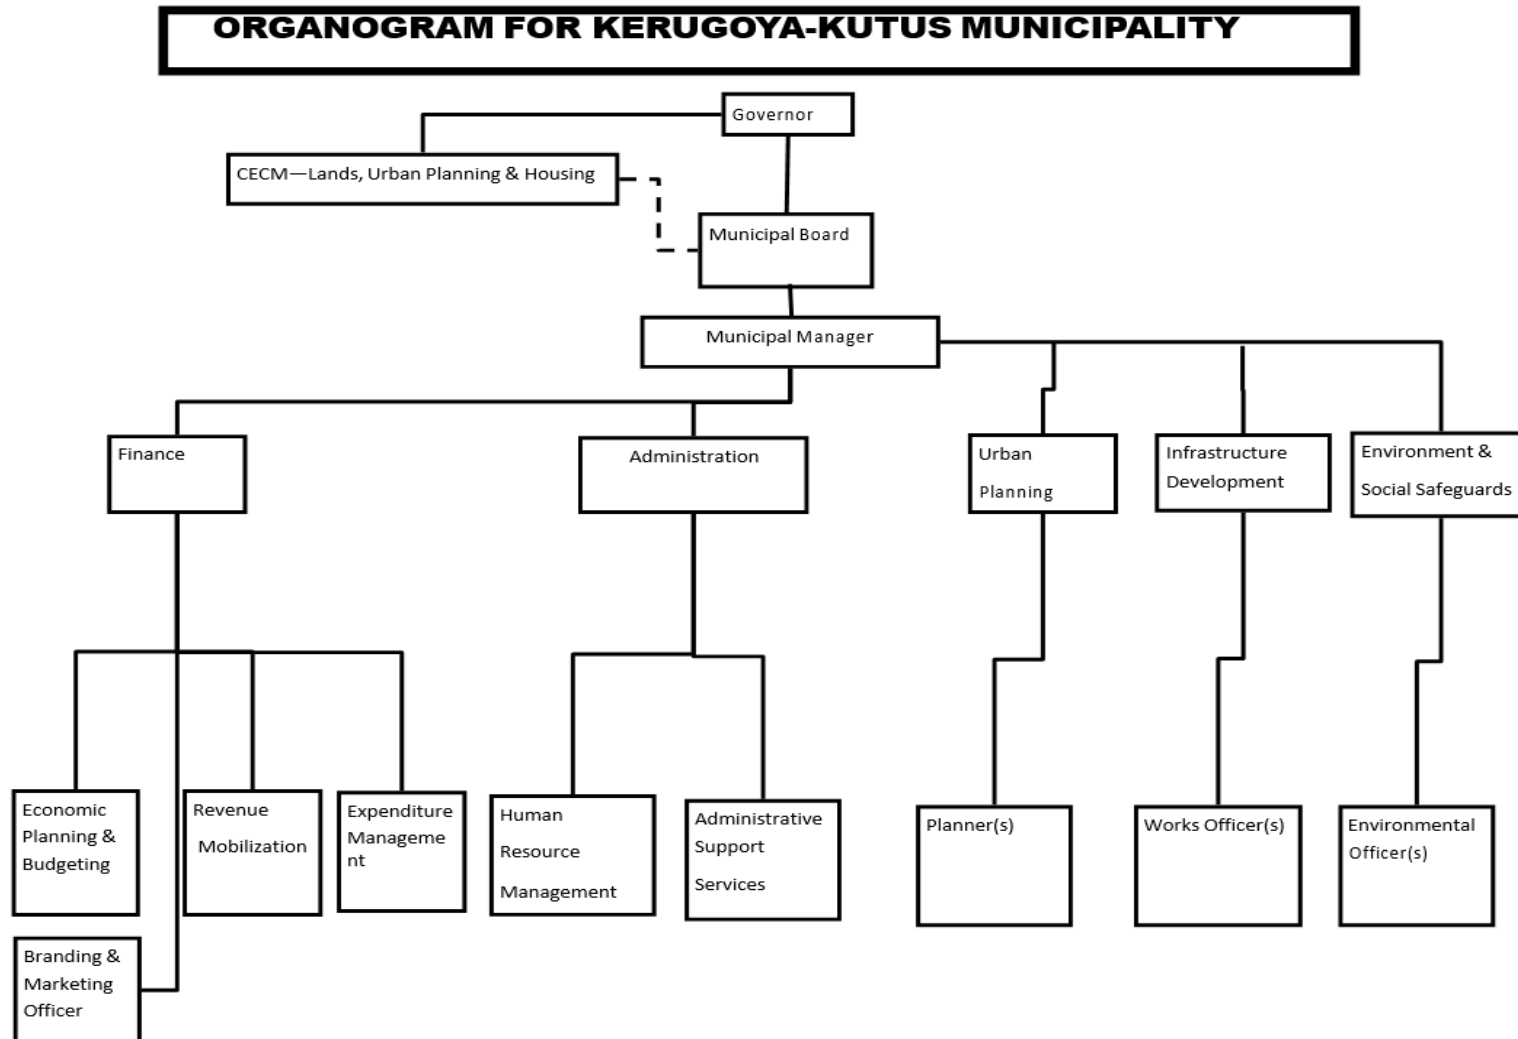 ORGANOGRAM FOR KERUGOYA-KUTUS MUNICIPALITY
Governor
CECM—Lands, Urban Planning & Housing
Municipal Board
Municipal Manager
Finance
Administration
Urban
Planning
Infrastructure
Development
Environment &
Social Safeguards
Economic
Planning &
Budgeting
Revenue
Mobilization
Expenditure
Manageme
nt
Human
Resource
Management
Administrative
Support
Services
Planner(s)
Works Officer(s)
Environmental
Officer(s)
Branding &
Marketing
Officer